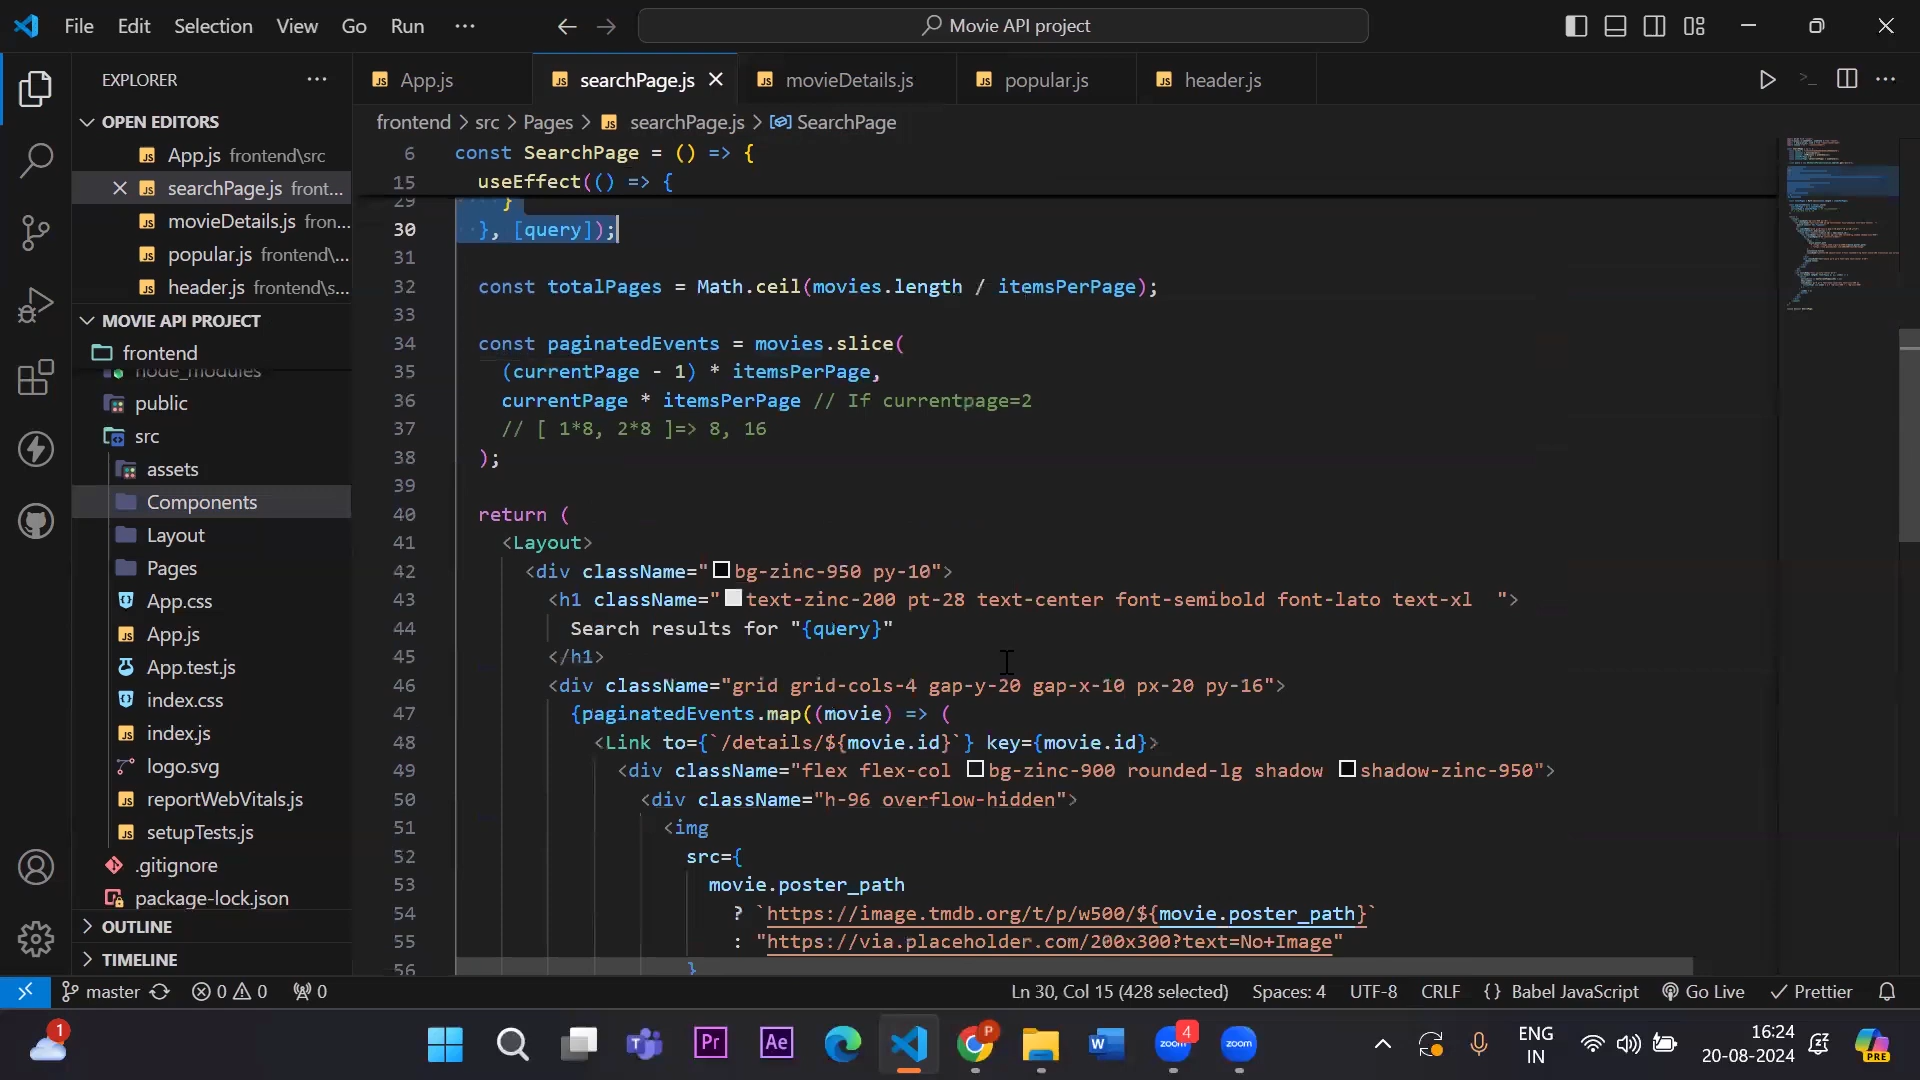 File Edit Selection View Go Run ···
Movie API project
EXPLORER
OPEN EDITORS
App.js frontend\src
searchPage.js front...
movieDetails.js fron...
popular.js frontend\...
header.js frontend\s...
MOVIE API PROJECT
frontend
node_modules
public
src
assets
Components
Layout
Pages
App.css
App.js
App.test.js
index.css
index.js
logo.svg
reportWebVitals.js
setupTests.js
.gitignore
package-lock.json
OUTLINE
TIMELINE
App.js searchPage.js movieDetails.js popular.js header.js
frontend > src > Pages > searchPage.js > SearchPage
6 const SearchPage = () => {
15 useEffect(() => {
29 }
30 }, [query]);
31
32 const totalPages = Math.ceil(movies.length / itemsPerPage);
33
34 const paginatedEvents = movies.slice(
35 (currentPage - 1) * itemsPerPage,
36 currentPage * itemsPerPage // If currentpage=2
37 // [ 1*8, 2*8 ]=> 8, 16
38 );
39
40 return (
41 <Layout>
42 <div className="bg-zinc-950 py-10">
43 <h1 className="text-zinc-200 pt-28 text-center font-semibold font-lato text-xl  ">
44 Search results for "{query}"
45 </h1>
46 <div className="grid grid-cols-4 gap-y-20 gap-x-10 px-20 py-16">
47 {paginatedEvents.map((movie) => (
48 <Link to={`/details/${movie.id}`} key={movie.id}>
49 <div className="flex flex-col bg-zinc-900 rounded-lg shadow shadow-zinc-950">
50 <div className="h-96 overflow-hidden">
51 <img
52 src={
53 movie.poster_path
54 ? `https://image.tmdb.org/t/p/w500/${movie.poster_path}`
55 : "https://via.placeholder.com/200x300?text=No+Image"
56 }
master 0 0 0 Ln 30, Col 15 (428 selected) Spaces: 4 UTF-8 CRLF {} Babel JavaScript Go Live Prettier
1 Pr Ae P W zoom 4 zoom
ENG
IN
16:24
20-08-2024
PRE